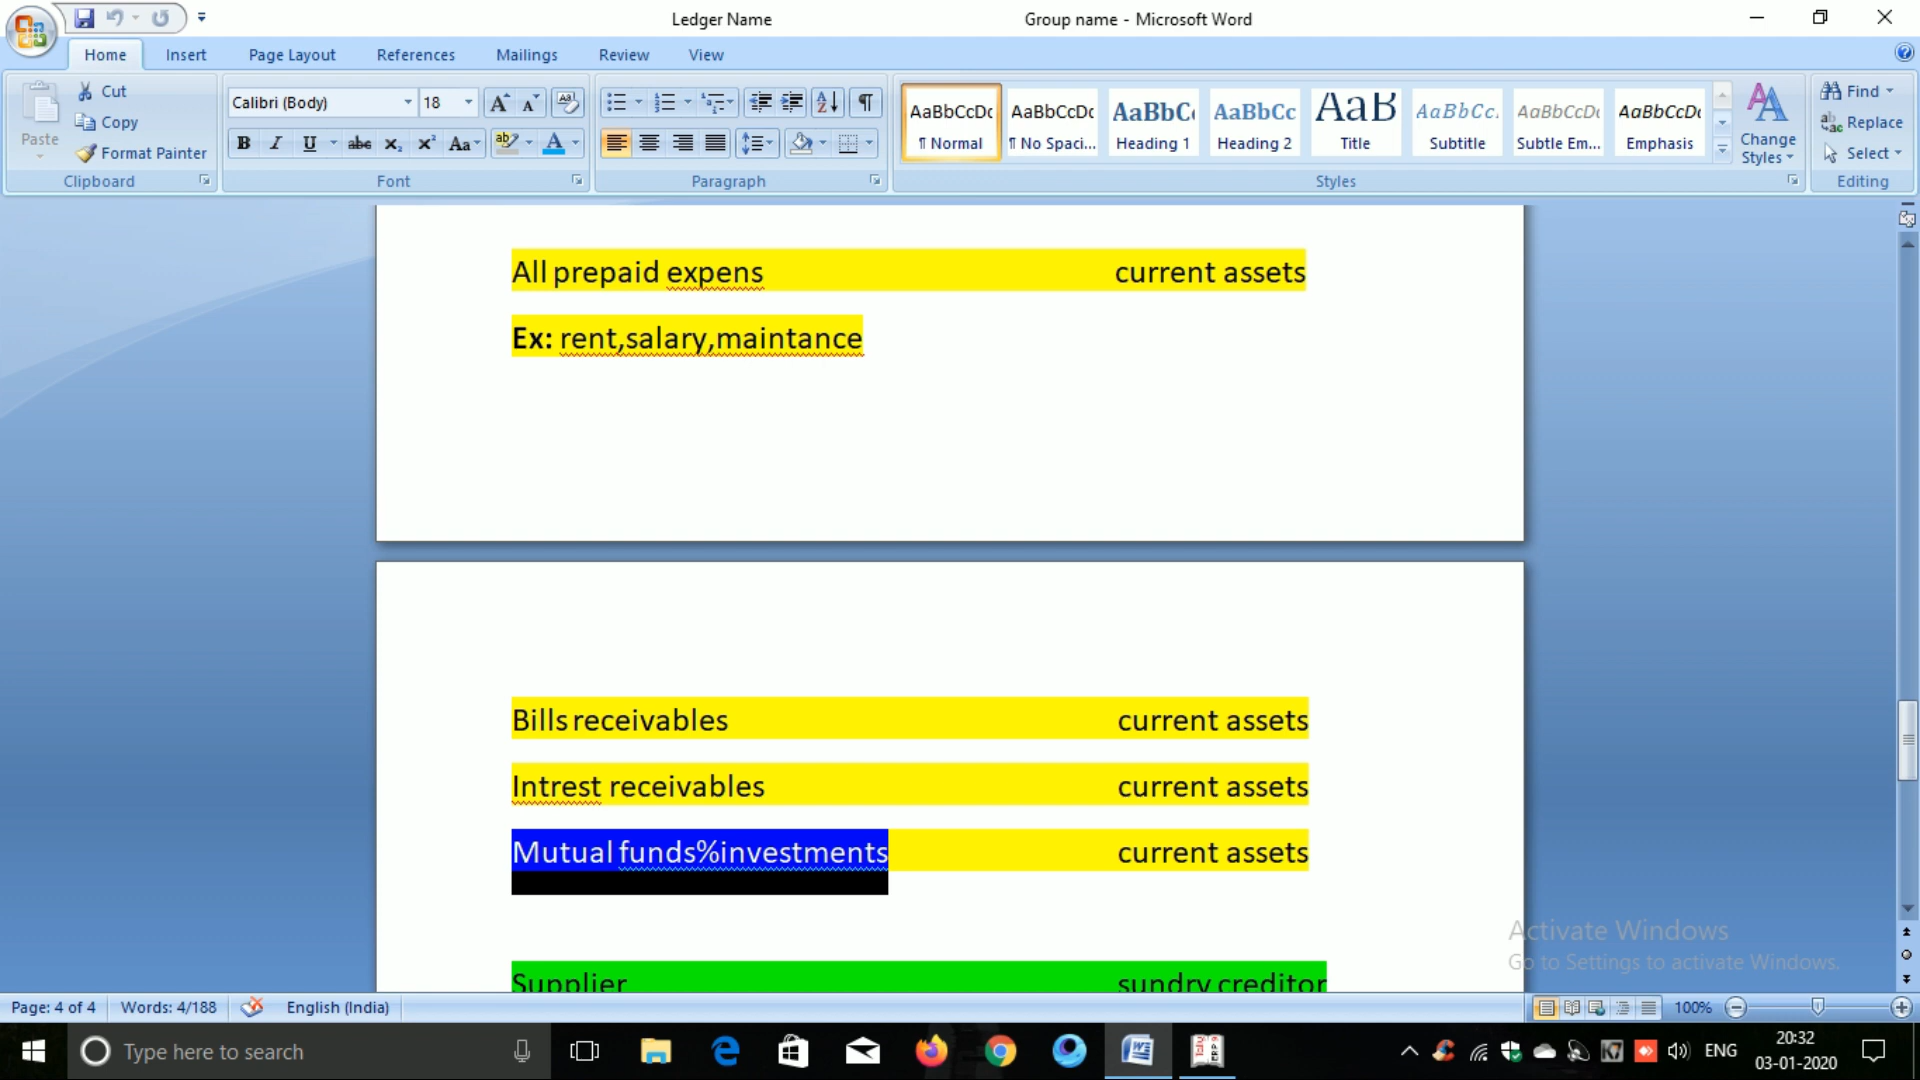 Ledger Name Group name - Microsoft Word
Home Insert Page Layout References Mailings Review View
Paste
Cut
Copy
Format Painter
Clipboard
Calibri (Body) 18
B I U abc x₂ x² Aa
Font
Paragraph
AaBbCcDc AaBbCcDc AaBbC AaBbCc AaB AaBbCc. AaBbCcDc AaBbCcDc
¶ Normal ¶ No Spaci... Heading 1 Heading 2 Title Subtitle Subtle Em... Emphasis
Change Styles
Styles
Find
Replace
Select
Editing
All prepaid expens current assets
Ex: rent,salary,maintance
Bills receivables current assets
Intrest receivables current assets
Mutual funds%investments current assets
Supplier sundry creditor
Activate Windows
Go to Settings to activate Windows.
Page: 4 of 4 Words: 4/188 English (India) 100%
Type here to search
ENG
20:32
03-01-2020